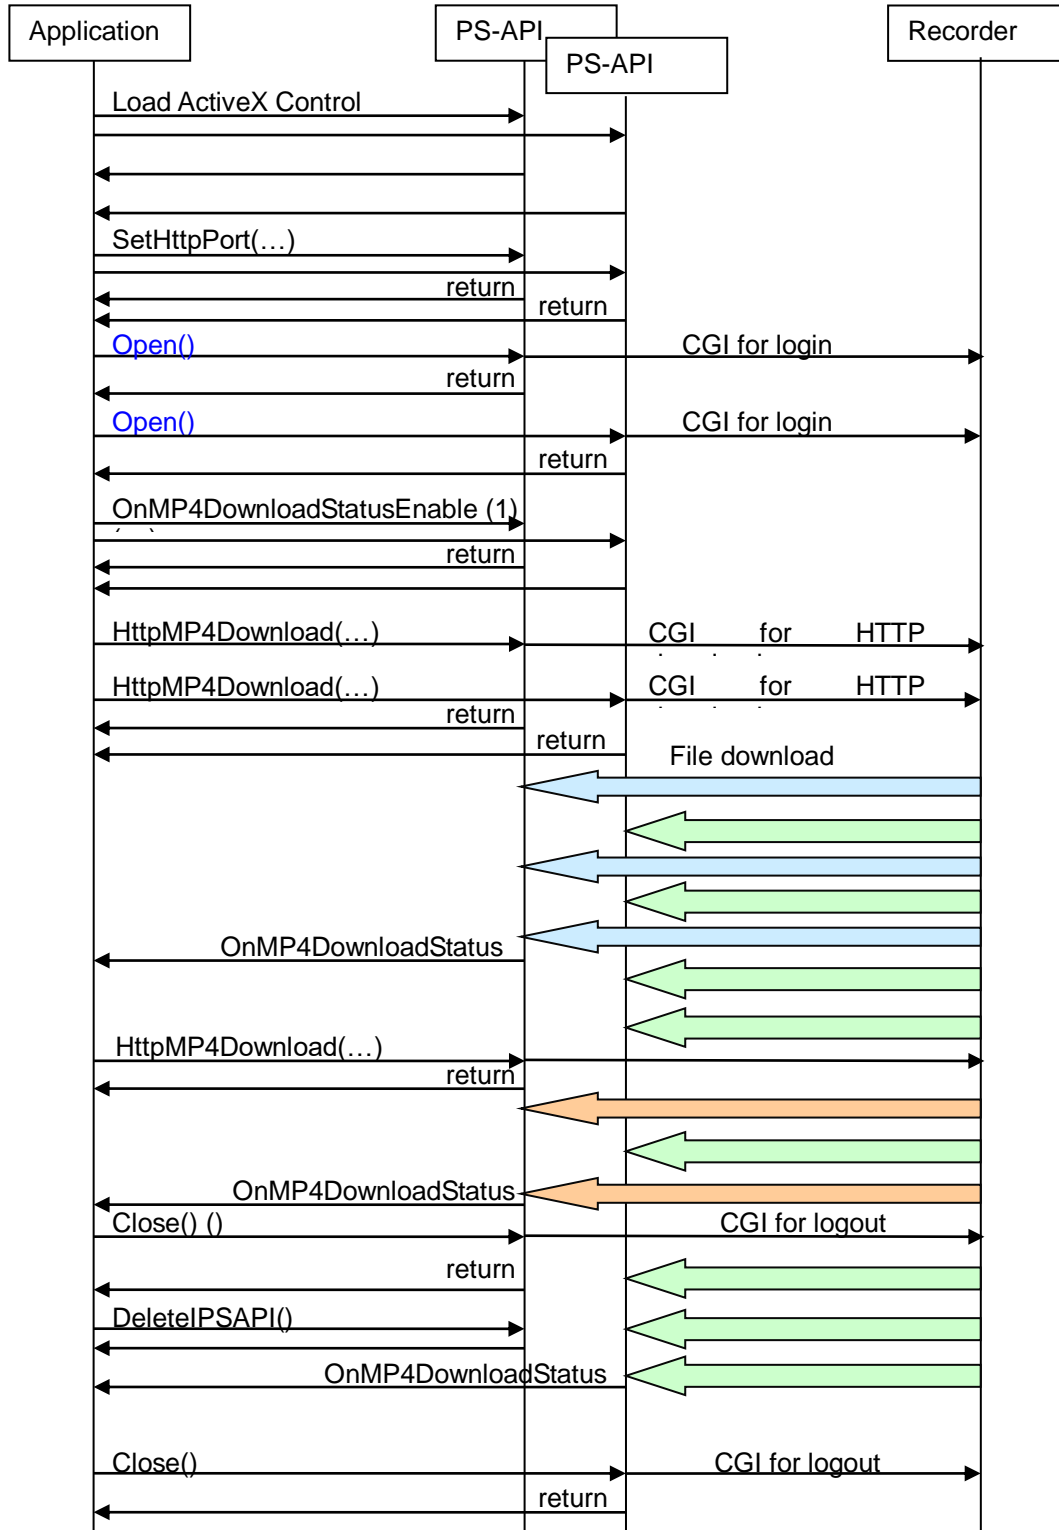 Application
PS-API
PS-API
Recorder
Load ActiveX Control
SetHttpPort(…)
return
return
Open()
CGI for login
return
Open()
CGI for login
return
OnMP4DownloadStatusEnable (1)
return
HttpMP4Download(…)
CGI for HTTP
HttpMP4Download(…)
CGI for HTTP
return
return
File download
OnMP4DownloadStatus
HttpMP4Download(…)
return
OnMP4DownloadStatus
Close() ()
CGI for logout
return
DeleteIPSAPI()
OnMP4DownloadStatus
Close()
CGI for logout
return